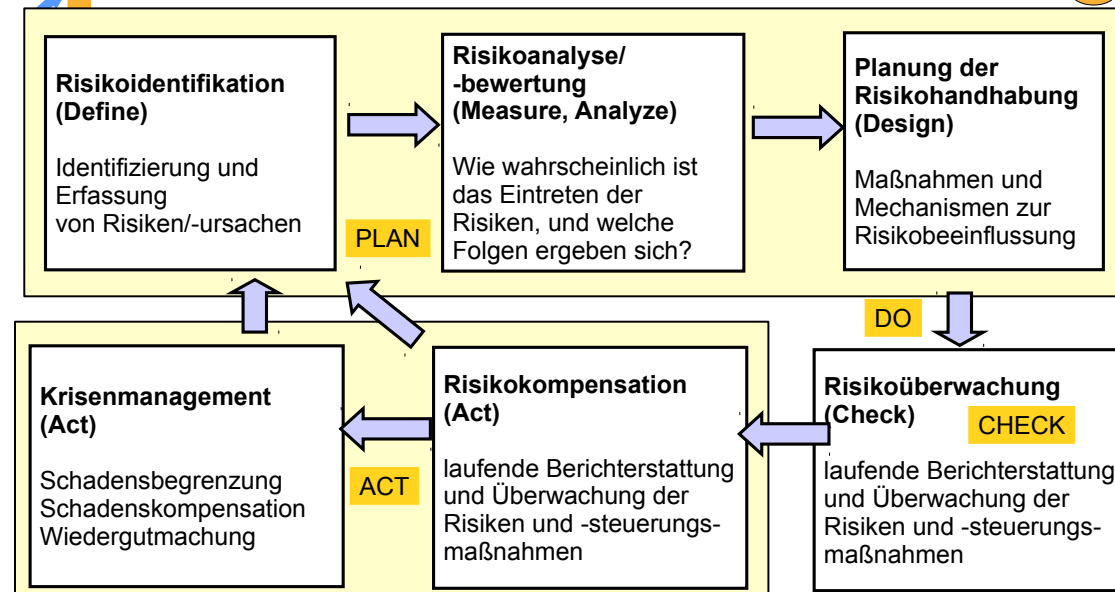 Risikoidentifikation
(Define)
Identifizierung und
Erfassung
von Risiken/-ursachen
PLAN
Risikoanalyse/
-bewertung
(Measure, Analyze)
Wie wahrscheinlich ist
das Eintreten der
Risiken, und welche
Folgen ergeben sich?
Planung der
Risikohandhabung
(Design)
Maßnahmen und
Mechanismen zur
Risikobeeinflussung
DO
Krisenmanagement
(Act)
Schadensbegrenzung
Schadenskompensation
Wiedergutmachung
ACT
Risikokompensation
(Act)
laufende Berichterstattung
und Überwachung der
Risiken und -steuerungs-
maßnahmen
Risikoüberwachung
(Check)
CHECK
laufende Berichterstattung
und Überwachung der
Risiken und -steuerungs-
maßnahmen